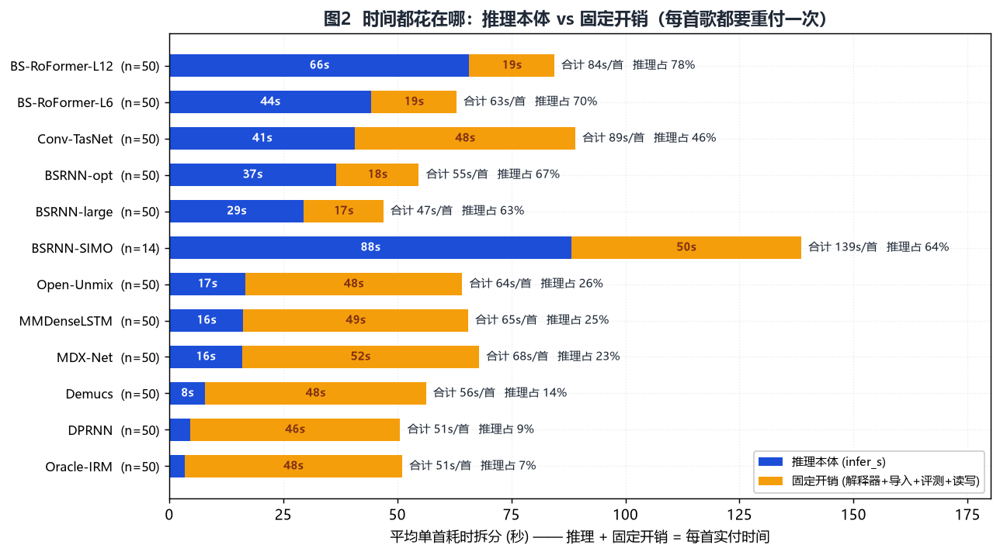 图2 时间都花在哪：推理本体 vs 固定开销（每首歌都要重付一次）
BS-RoFormer-L12 (n=50) 66s 19s 合计 84s/首 推理占 78%
BS-RoFormer-L6 (n=50) 44s 19s 合计 63s/首 推理占 70%
Conv-TasNet (n=50) 41s 48s 合计 89s/首 推理占 46%
BSRNN-opt (n=50) 37s 18s 合计 55s/首 推理占 67%
BSRNN-large (n=50) 29s 17s 合计 47s/首 推理占 63%
BSRNN-SIMO (n=14) 88s 50s 合计 139s/首 推理占 64%
Open-Unmix (n=50) 17s 48s 合计 64s/首 推理占 26%
MMDenseLSTM (n=50) 16s 49s 合计 65s/首 推理占 25%
MDX-Net (n=50) 16s 52s 合计 68s/首 推理占 23%
Demucs (n=50) 8s 48s 合计 56s/首 推理占 14%
DPRNN (n=50) 46s 合计 51s/首 推理占 9%
Oracle-IRM (n=50) 48s 合计 51s/首 推理占 7%
推理本体 (infer_s)
固定开销 (解释器+导入+评测+读写)
0 25 50 75 100 125 150 175
平均单首耗时拆分 (秒) —— 推理 + 固定开销 = 每首实付时间